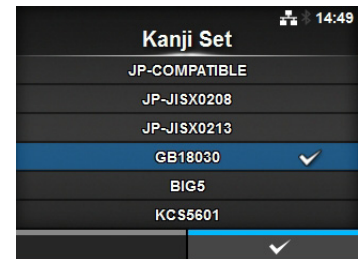 14:49
Kanji Set
JP-COMPATIBLE
JP-JISX0208
JP-JISX0213
GB18030
BIG5
KCS5601